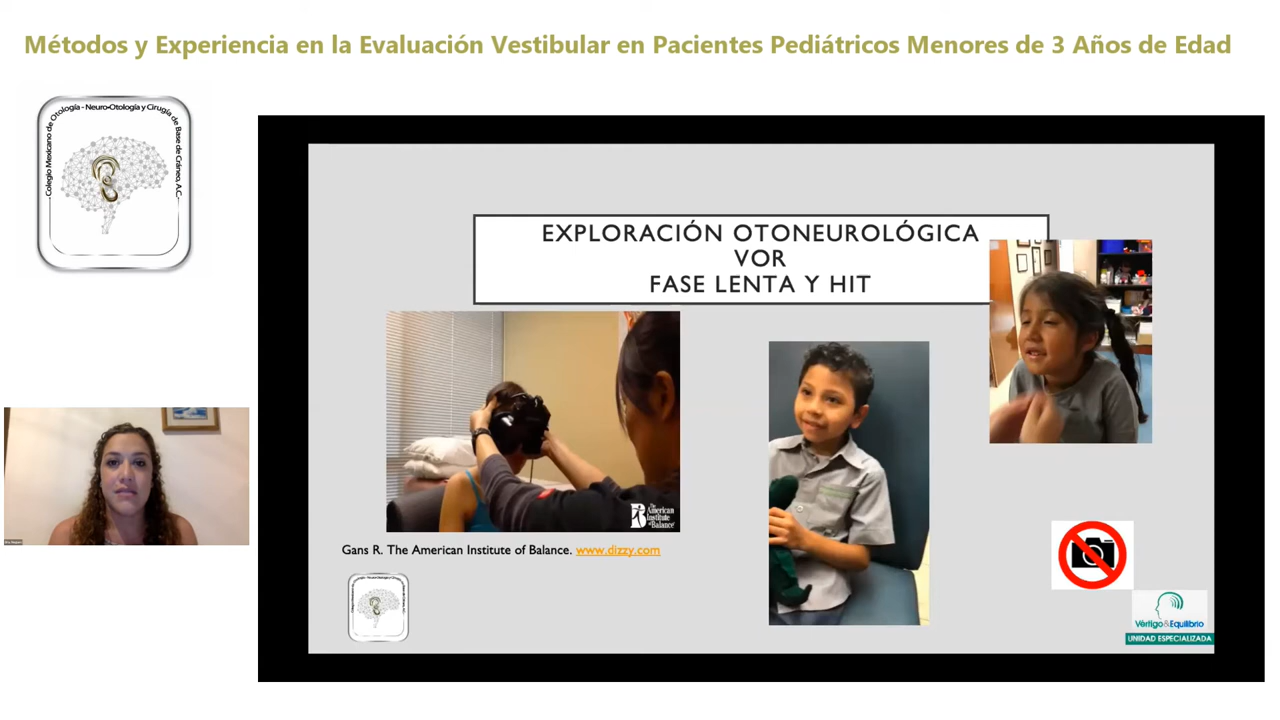 Métodos y Experiencia en la Evaluación Vestibular en Pacientes Pediátricos Menores de 3 Años de Edad
Colegio Mexicano de Otología - Neuro-Otología y Cirugía de Base de Cráneo, A.C.
EXPLORACIÓN OTONEUROLÓGICA
VOR
FASE LENTA Y HIT
The
American
Institute
of Balance
Gans R. The American Institute of Balance. www.dizzy.com
Vértigo&Equilibrio
UNIDAD ESPECIALIZADA